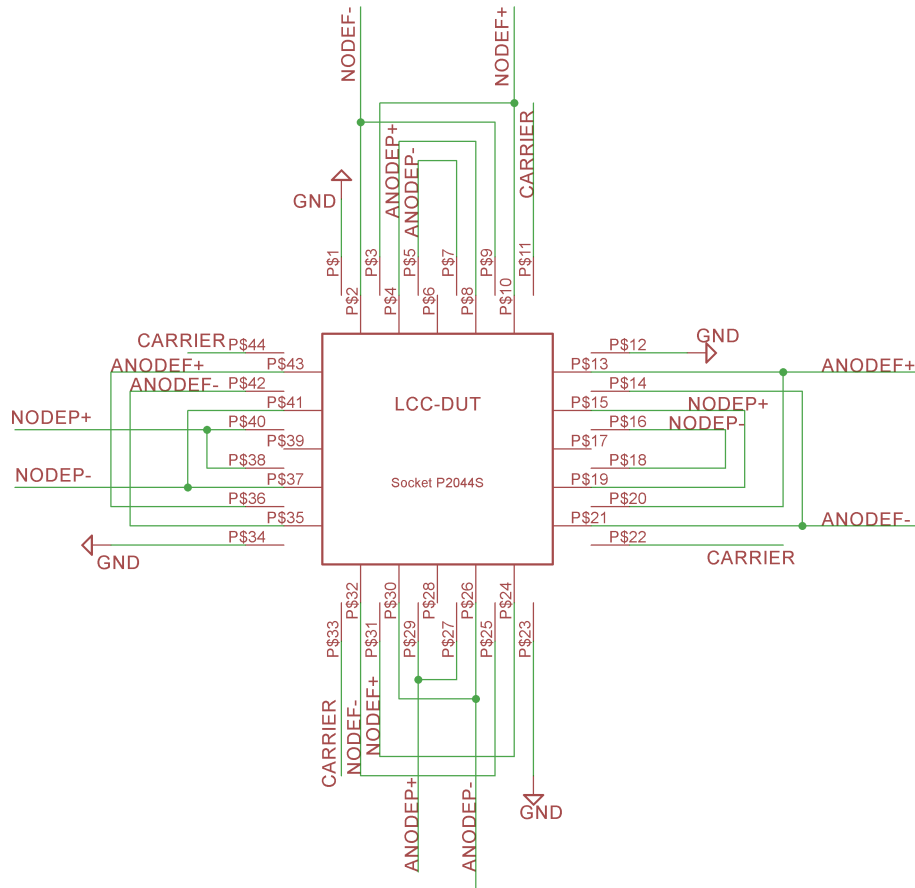 NODEF-
NODEF+
CARRIER
ANODEP+
ANODEP-
GND
P$1
P$2
P$3
P$4
P$5
P$6
P$7
P$8
P$9
P$10
P$11
CARRIER
P$44
ANODEF+
P$43
ANODEF-
P$42
P$41
NODEP+
P$40
P$39
P$38
NODEP-
P$37
P$36
P$35
P$34
GND
LCC-DUT
Socket P2044S
GND
P$12
P$13
ANODEF+
P$14
P$15
NODEP+
P$16
NODEP-
P$17
P$18
P$19
P$20
P$21
ANODEF-
P$22
CARRIER
P$33
P$32
P$31
P$30
P$29
P$28
P$27
P$26
P$25
P$24
P$23
CARRIER
NODEF-
NODEF+
ANODEP+
ANODEP-
GND